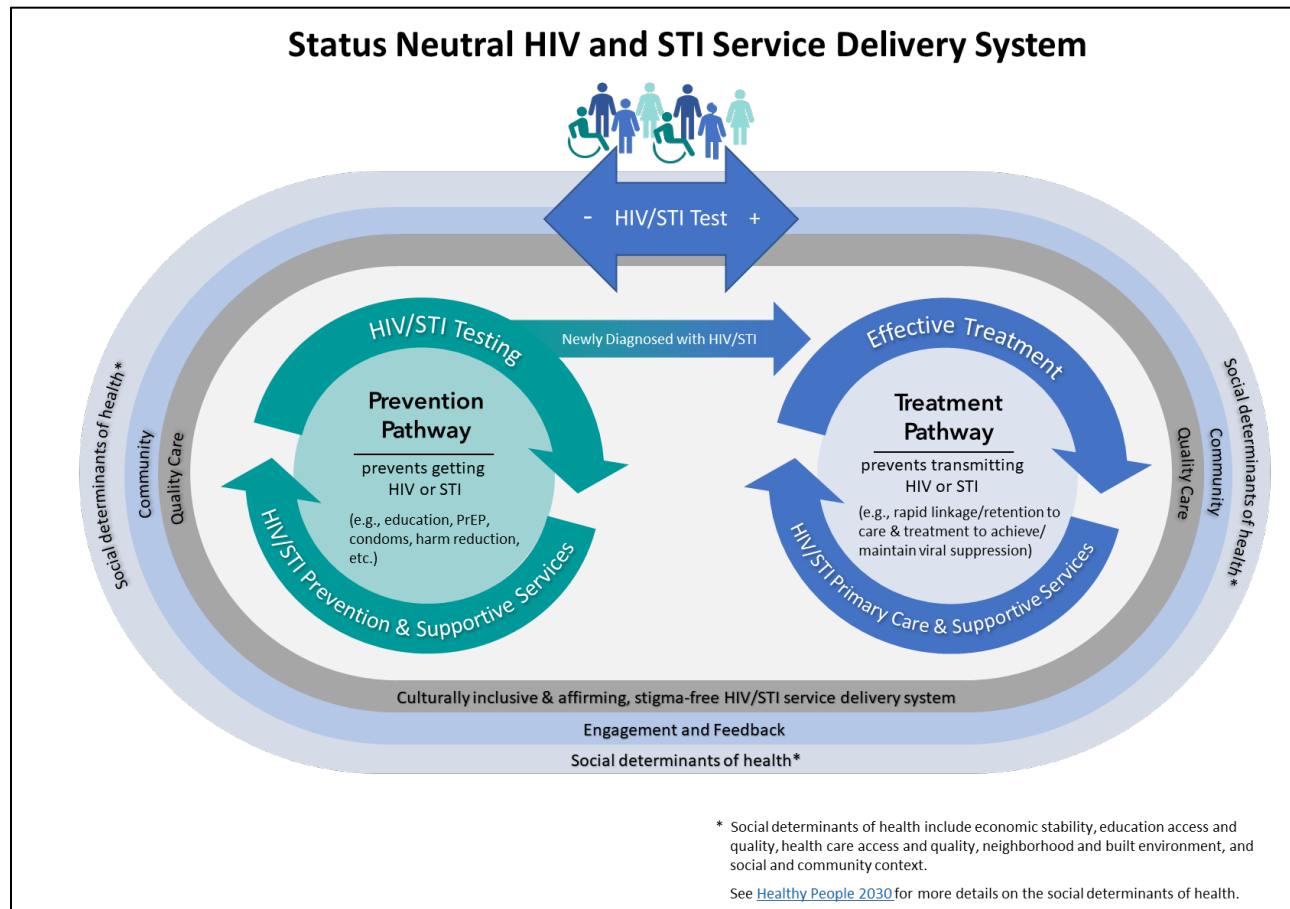 Status Neutral HIV and STI Service Delivery System
- HIV/STI Test +
HIV/STI Testing
Newly Diagnosed with HIV/STI
Effective Treatment
Prevention
Pathway
prevents getting
HIV or STI
(e.g., education, PrEP,
condoms, harm reduction,
etc.)
HIV/STI Prevention & Supportive Services
Treatment
Pathway
prevents transmitting
HIV or STI
(e.g., rapid linkage/retention to
care & treatment to achieve/
maintain viral suppression)
HIV/STI Primary Care & Supportive Services
Social determinants of health*
Community
Quality Care
Quality Care
Community
Social determinants of health*
Culturally inclusive & affirming, stigma-free HIV/STI service delivery system
Engagement and Feedback
Social determinants of health*
* Social determinants of health include economic stability, education access and
quality, health care access and quality, neighborhood and built environment, and
social and community context.
See Healthy People 2030 for more details on the social determinants of health.